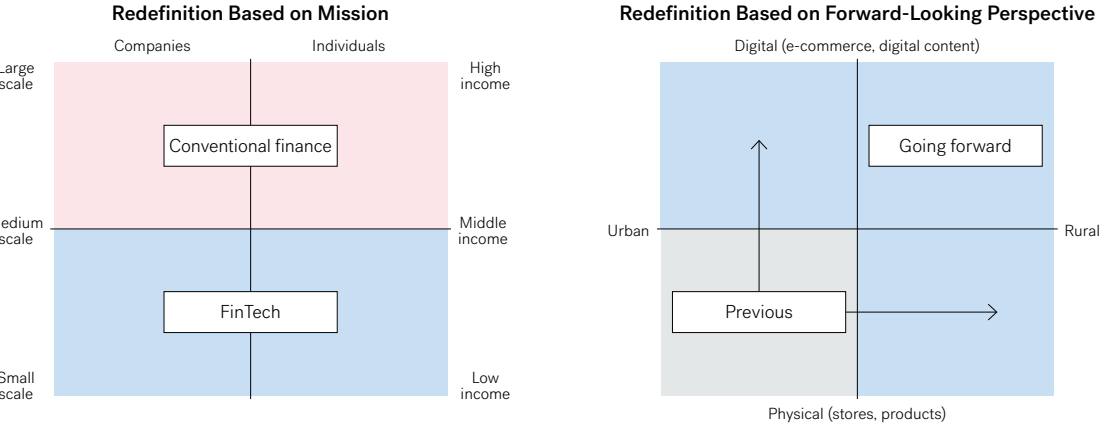 Redefinition Based on Mission
Companies
Individuals
Large
scale
High
income
Conventional finance
edium
scale
Middle
income
FinTech
Small
scale
Low
income
Redefinition Based on Forward-Looking Perspective
Digital (e-commerce, digital content)
Going forward
Urban
Rural
Previous
Physical (stores, products)